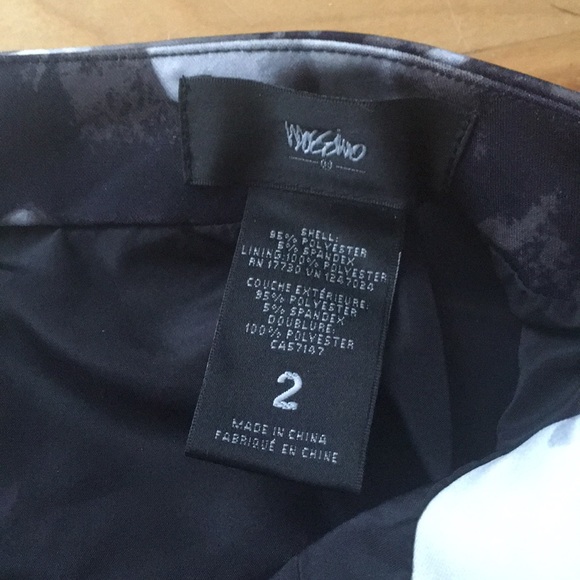 mossimo
SHELL:
95% POLYESTER
5% SPANDEX
LINING:100% POLYESTER
RN 17730 VN 1247024
COUCHE EXTÉRIEURE:
95% POLYESTER
5% SPANDEX
DOUBLURE:
100% POLYESTER
CA57147
2
MADE IN CHINA
FABRIQUÉ EN CHINE